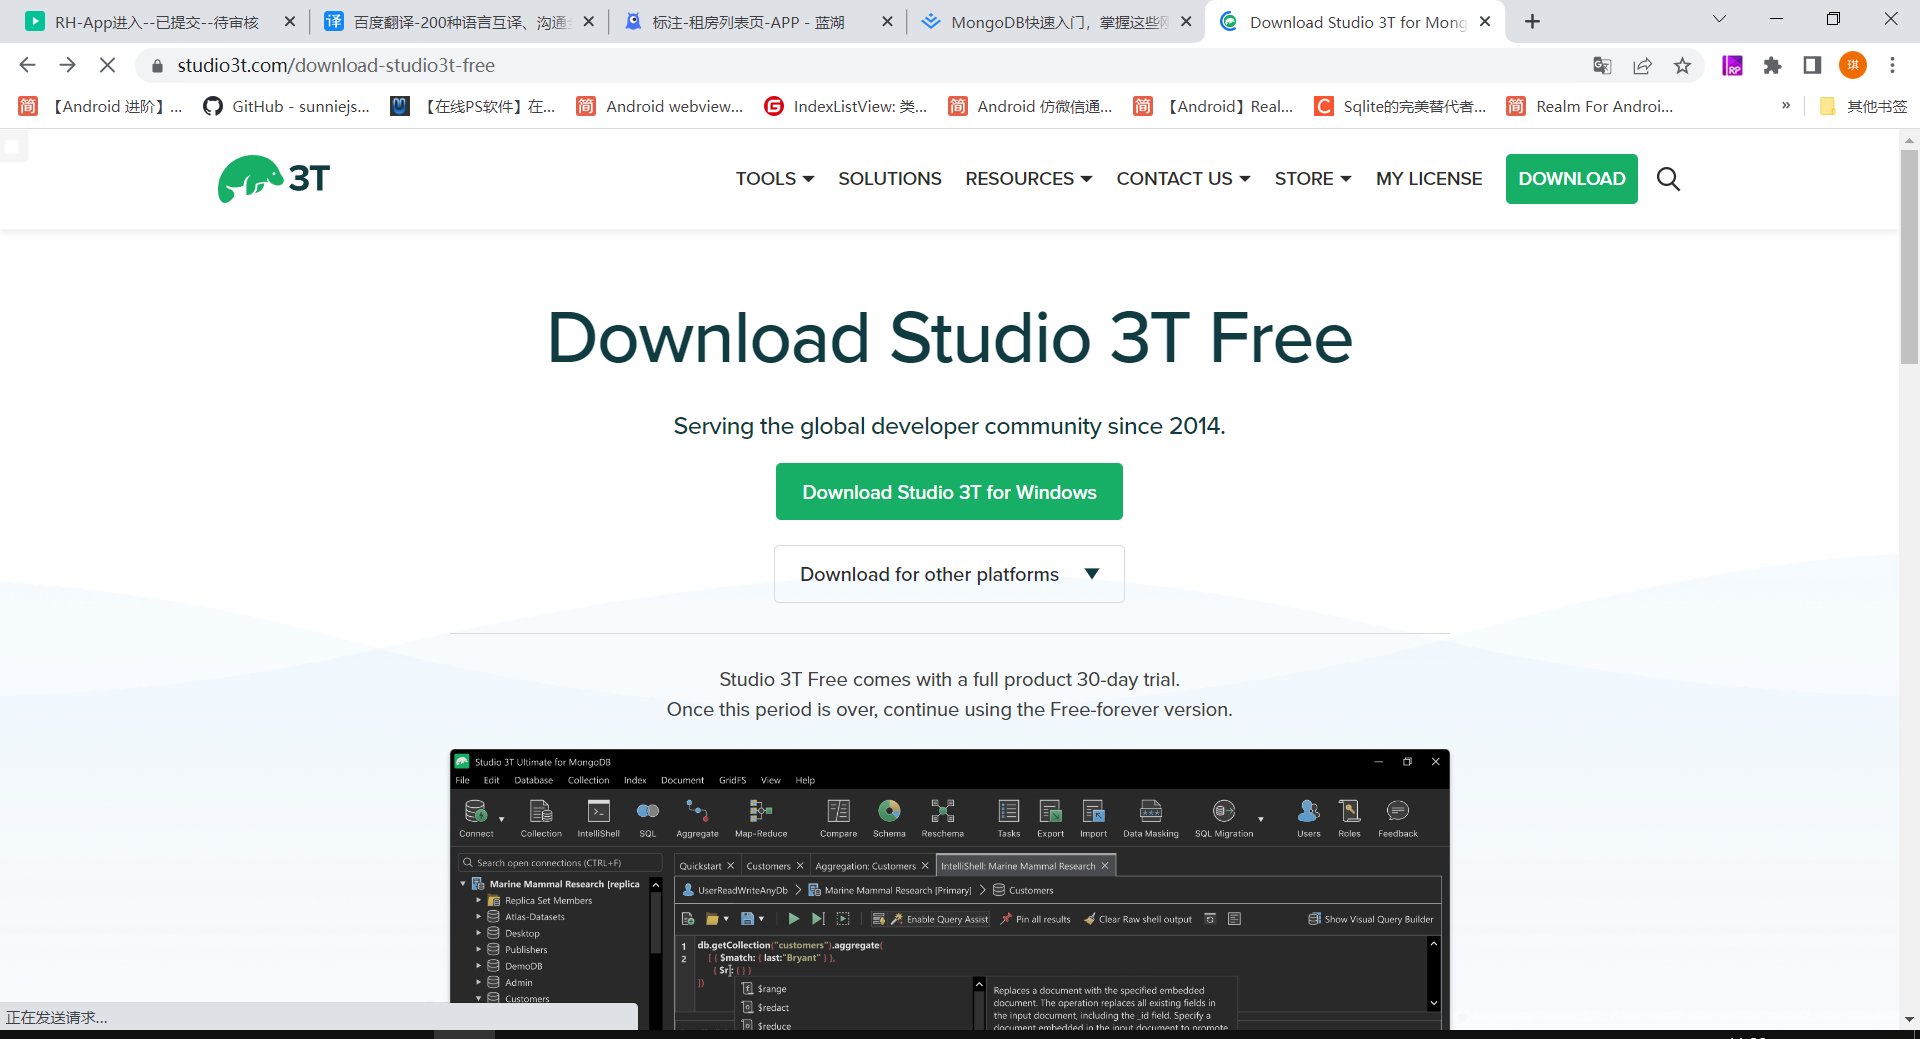 RH-App进入--已提交--待审核
百度翻译-200种语言互译、沟通
标注-租房列表页-APP - 蓝湖
MongoDB快速入门，掌握这些
Download Studio 3T for Mong
studio3t.com/download-studio3t-free
【Android 进阶】...
GitHub - sunniejs...
【在线PS软件】在...
Android webview...
IndexListView: 类...
Android 仿微信通...
【Android】Real...
Sqlite的完美替代者...
Realm For Androi...
»
其他书签
3T
TOOLS
SOLUTIONS
RESOURCES
CONTACT US
STORE
MY LICENSE
DOWNLOAD
Download Studio 3T Free
Serving the global developer community since 2014.
Download Studio 3T for Windows
Download for other platforms
Studio 3T Free comes with a full product 30-day trial.
Once this period is over, continue using the Free-forever version.
Studio 3T Ultimate for MongoDB
File Edit Database Collection Index Document GridFS View Help
Connect Collection IntelliShell SQL Aggregate Map-Reduce Compare Schema Reschema Tasks Export Import Data Masking SQL Migration Users Roles Feedback
Search open connections (CTRL+F)
Quickstart Customers Aggregation: Customers IntelliShell: Marine Mammal Research
Marine Mammal Research [replica
UserReadWriteAnyDb Marine Mammal Research [Primary] Customers
Replica Set Members
Atlas-Datasets
Enable Query Assist Pin all results Clear Raw shell output Show Visual Query Builder
Desktop
Publishers
DemoDB
Admin
Customers
1 db.getCollection("customers").aggregate(
2 [ { $match: { last:"Bryant" } },
{ $r: { } }
])
$range
$redact
$reduce
Replaces a document with the specified embedded
document. The operation replaces all existing fields in
the input document, including the _id field. Specify a
document embedded in the input document to promote
正在发送请求...